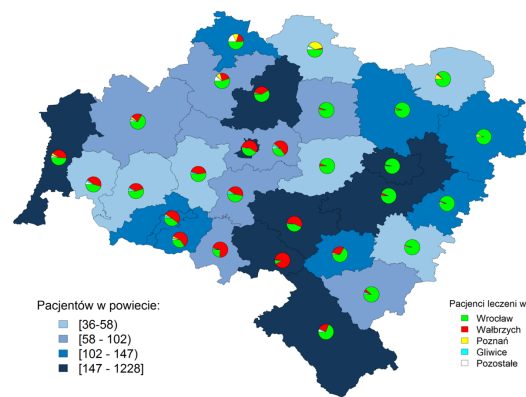 Pacjentów w powiecie:
[36-58)
[58 - 102)
[102 - 147)
[147 - 1228]
Pacjenci leczeni w
Wrocław
Wałbrzych
Poznań
Gliwice
Pozostałe